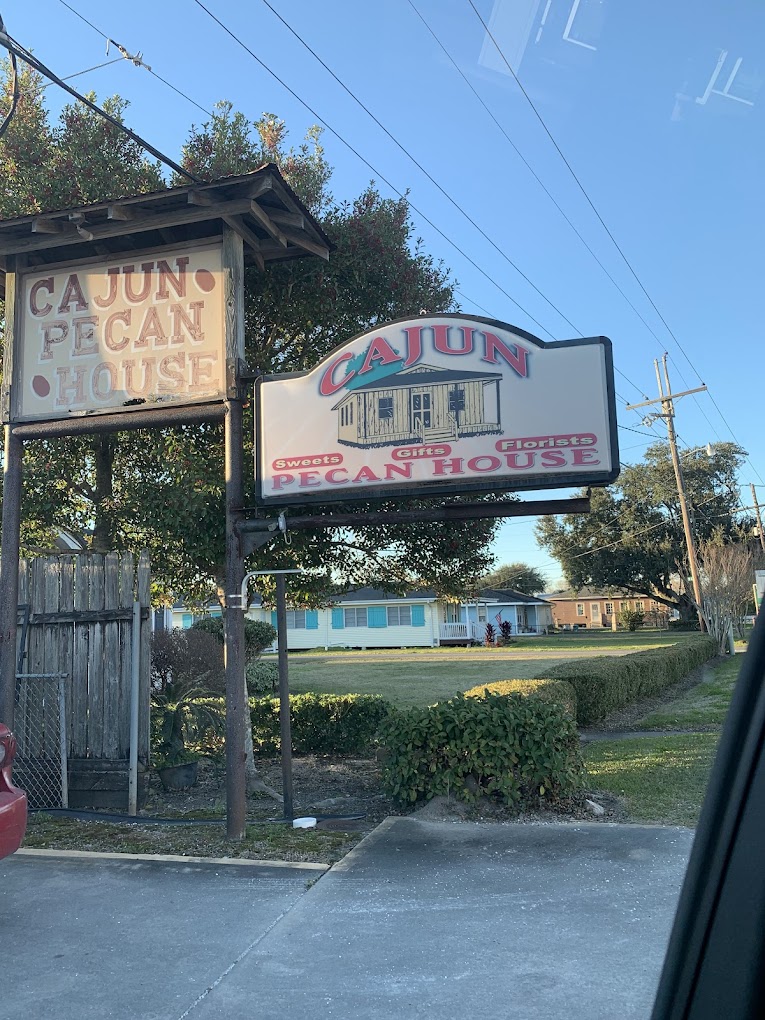 CAJUN
PECAN
HOUSE
CAJUN
Sweets Gifts Florists
PECAN HOUSE